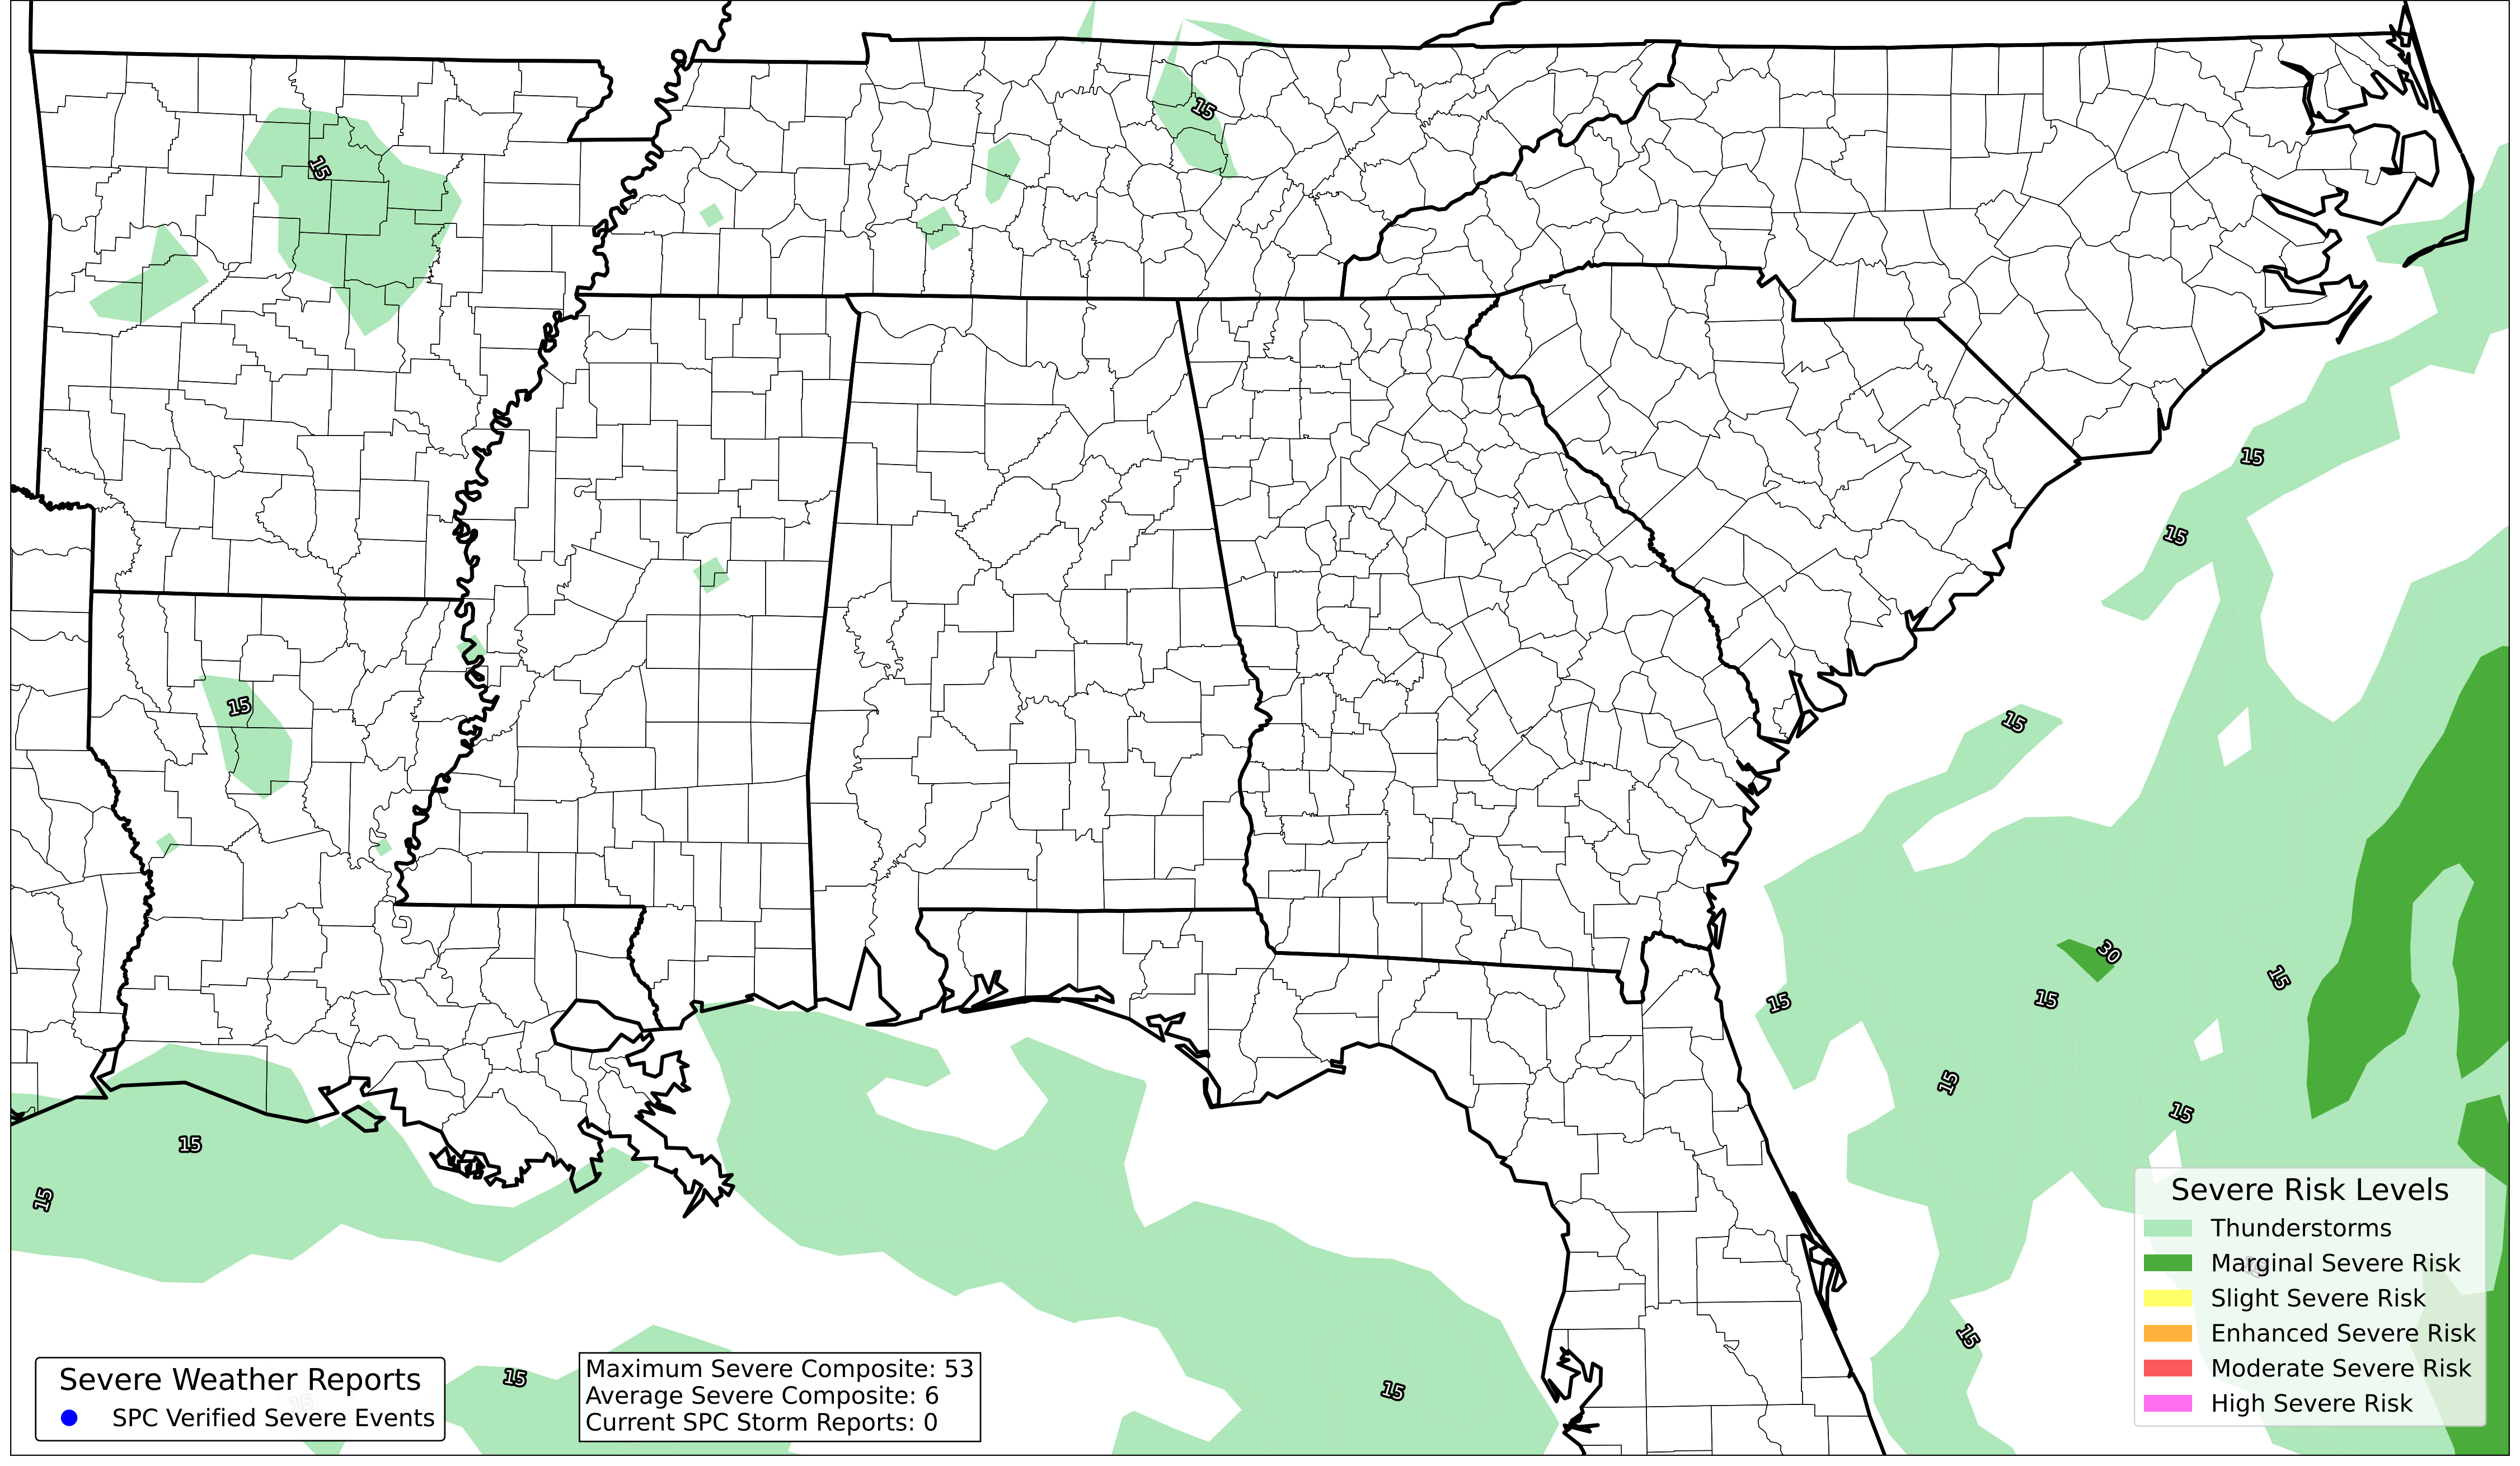 15
15
15
15
15
15
15
30
15
15
15
15
15
15
15
15
15
15
Severe Risk Levels
Thunderstorms
Marginal Severe Risk
Slight Severe Risk
Enhanced Severe Risk
Moderate Severe Risk
High Severe Risk
Severe Weather Reports
SPC Verified Severe Events
Maximum Severe Composite: 53
Average Severe Composite: 6
Current SPC Storm Reports: 0